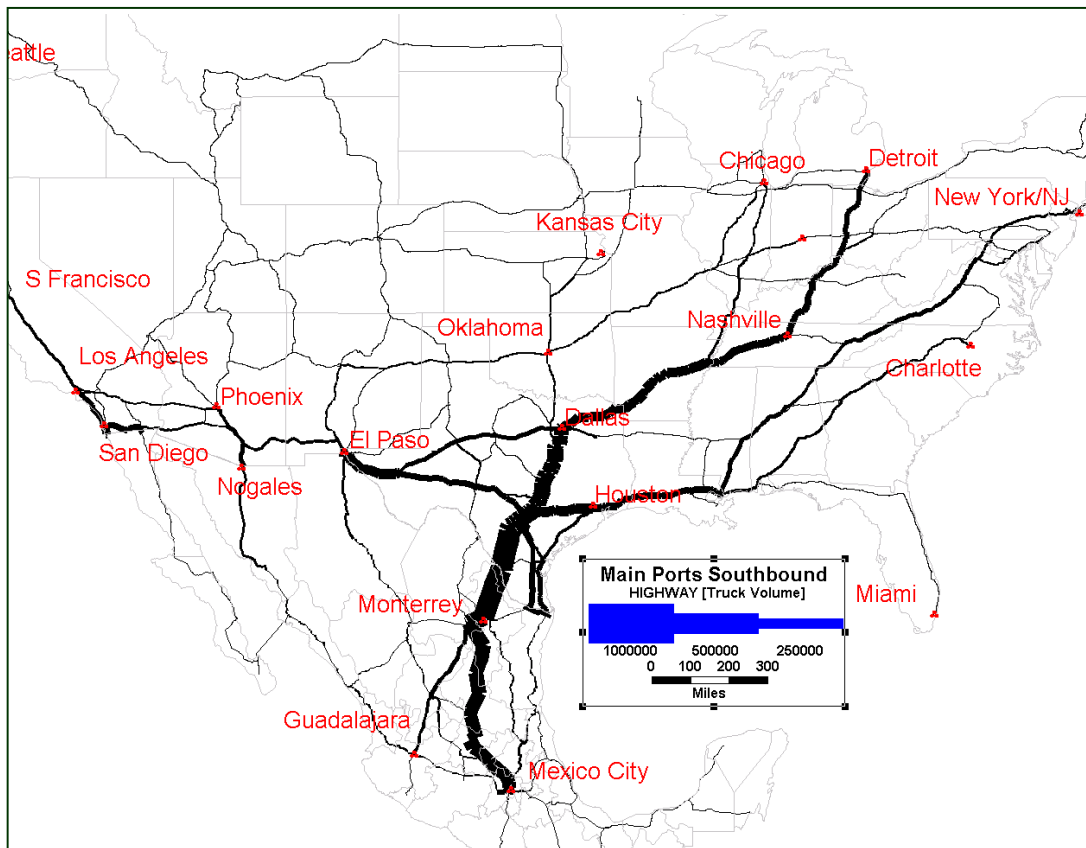 eattle
Chicago
Detroit
New York/NJ
Kansas City
S Francisco
Oklahoma
Nashville
Los Angeles
Charlotte
Phoenix
Dallas
El Paso
San Diego
Nogales
Houston
Main Ports Southbound
HIGHWAY [Truck Volume]
1000000 500000 250000
0 100 200 300
Miles
Miami
Monterrey
Guadalajara
Mexico City